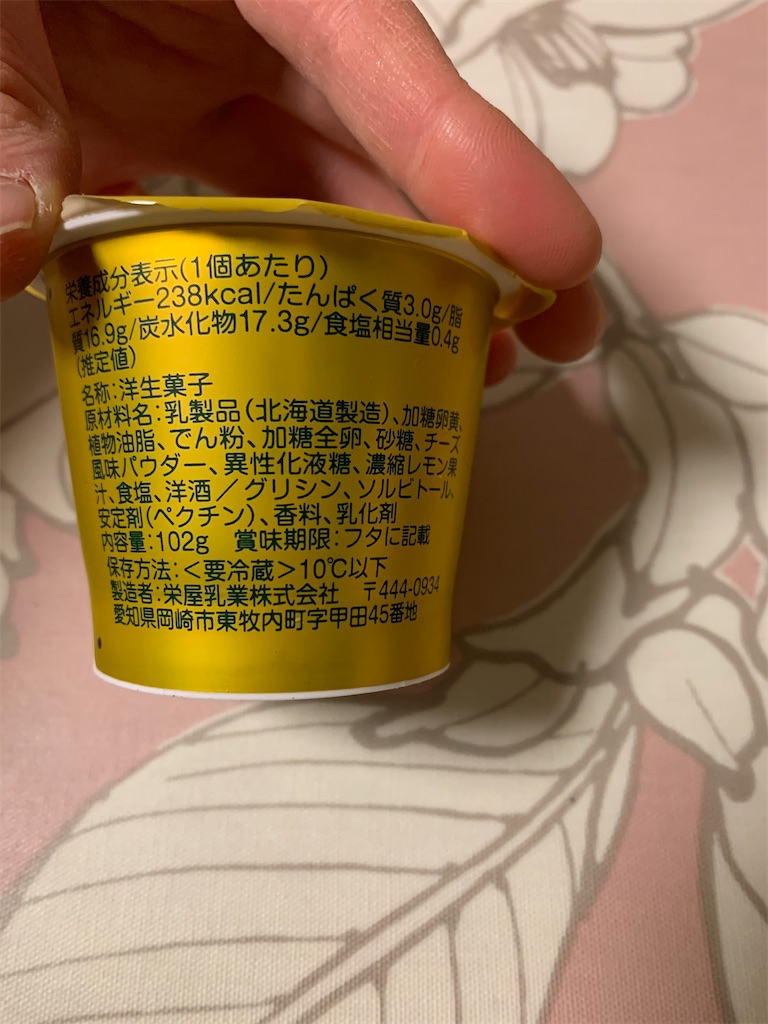 栄養成分表示(1個あたり)
エネルギー238kcal/たんぱく質3.0g/脂
質16.9g/炭水化物17.3g/食塩相当量0.4g
(推定値)
名称:洋生菓子
原材料名:乳製品(北海道製造)、加糖卵黄、
植物油脂、でん粉、加糖全卵、砂糖、チーズ
風味パウダー、異性化液糖、濃縮レモン果
汁、食塩、洋酒/グリシン、ソルビトール、
安定剤(ペクチン)、香料、乳化剤
内容量:102g 賞味期限:フタに記載
保存方法:<要冷蔵>10℃以下
製造者:栄屋乳業株式会社 〒444-0934
愛知県岡崎市東牧内町字甲田45番地